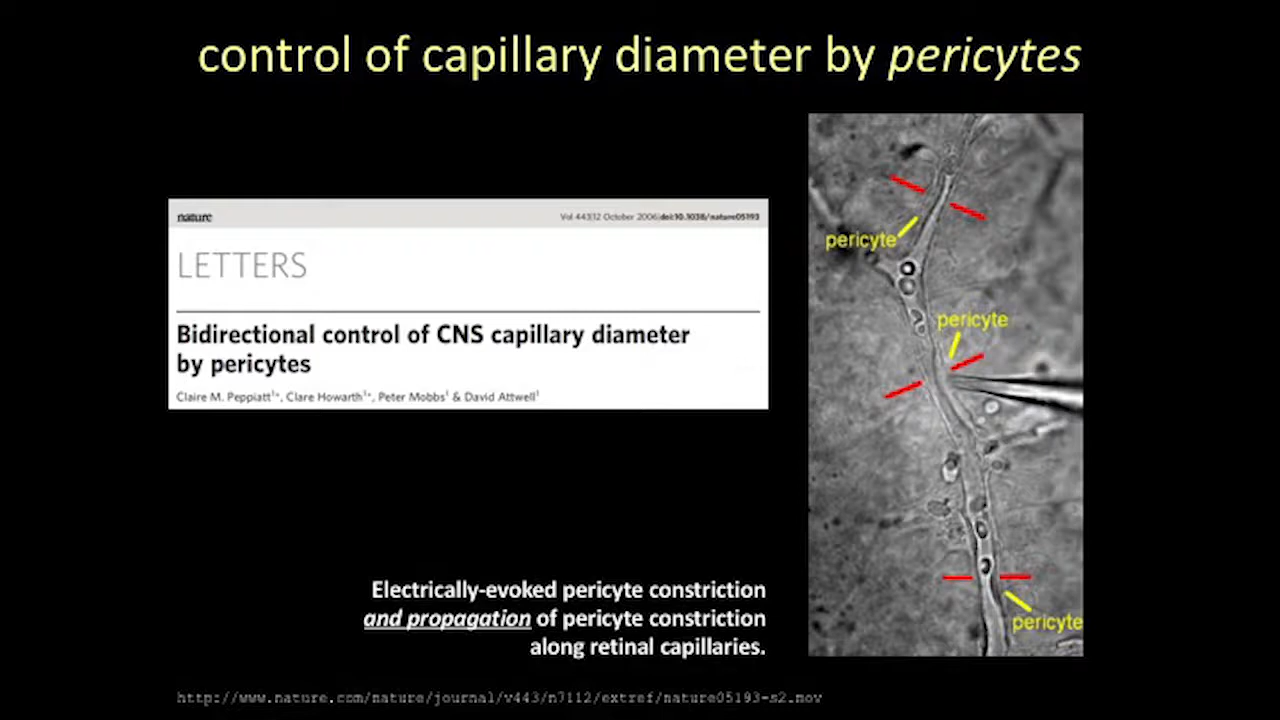 control of capillary diameter by pericytes
nature
Vol 443|12 October 2006|doi:10.1038/nature05193
LETTERS
Bidirectional control of CNS capillary diameter
by pericytes
Claire M. Peppiatt¹*, Clare Howarth¹*, Peter Mobbs¹ & David Attwell¹
pericyte
pericyte
pericyte
Electrically-evoked pericyte constriction
and propagation of pericyte constriction
along retinal capillaries.
http://www.nature.com/nature/journal/v443/n7112/extref/nature05193-s2.mov